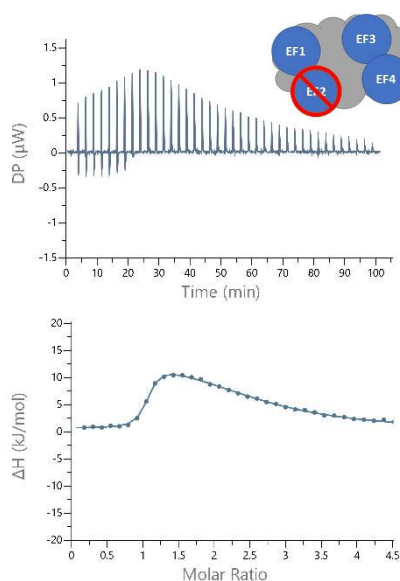 EF1
EF3
EF2
EF4
1.5
1
0.5
0
-0.5
-1
-1.5
DP (µW)
0 10 20 30 40 50 60 70 80 90 100
Time (min)
20
15
10
5
0
-5
-10
-15
-20
ΔH (kJ/mol)
0 0.5 1 1.5 2 2.5 3 3.5 4 4.5
Molar Ratio